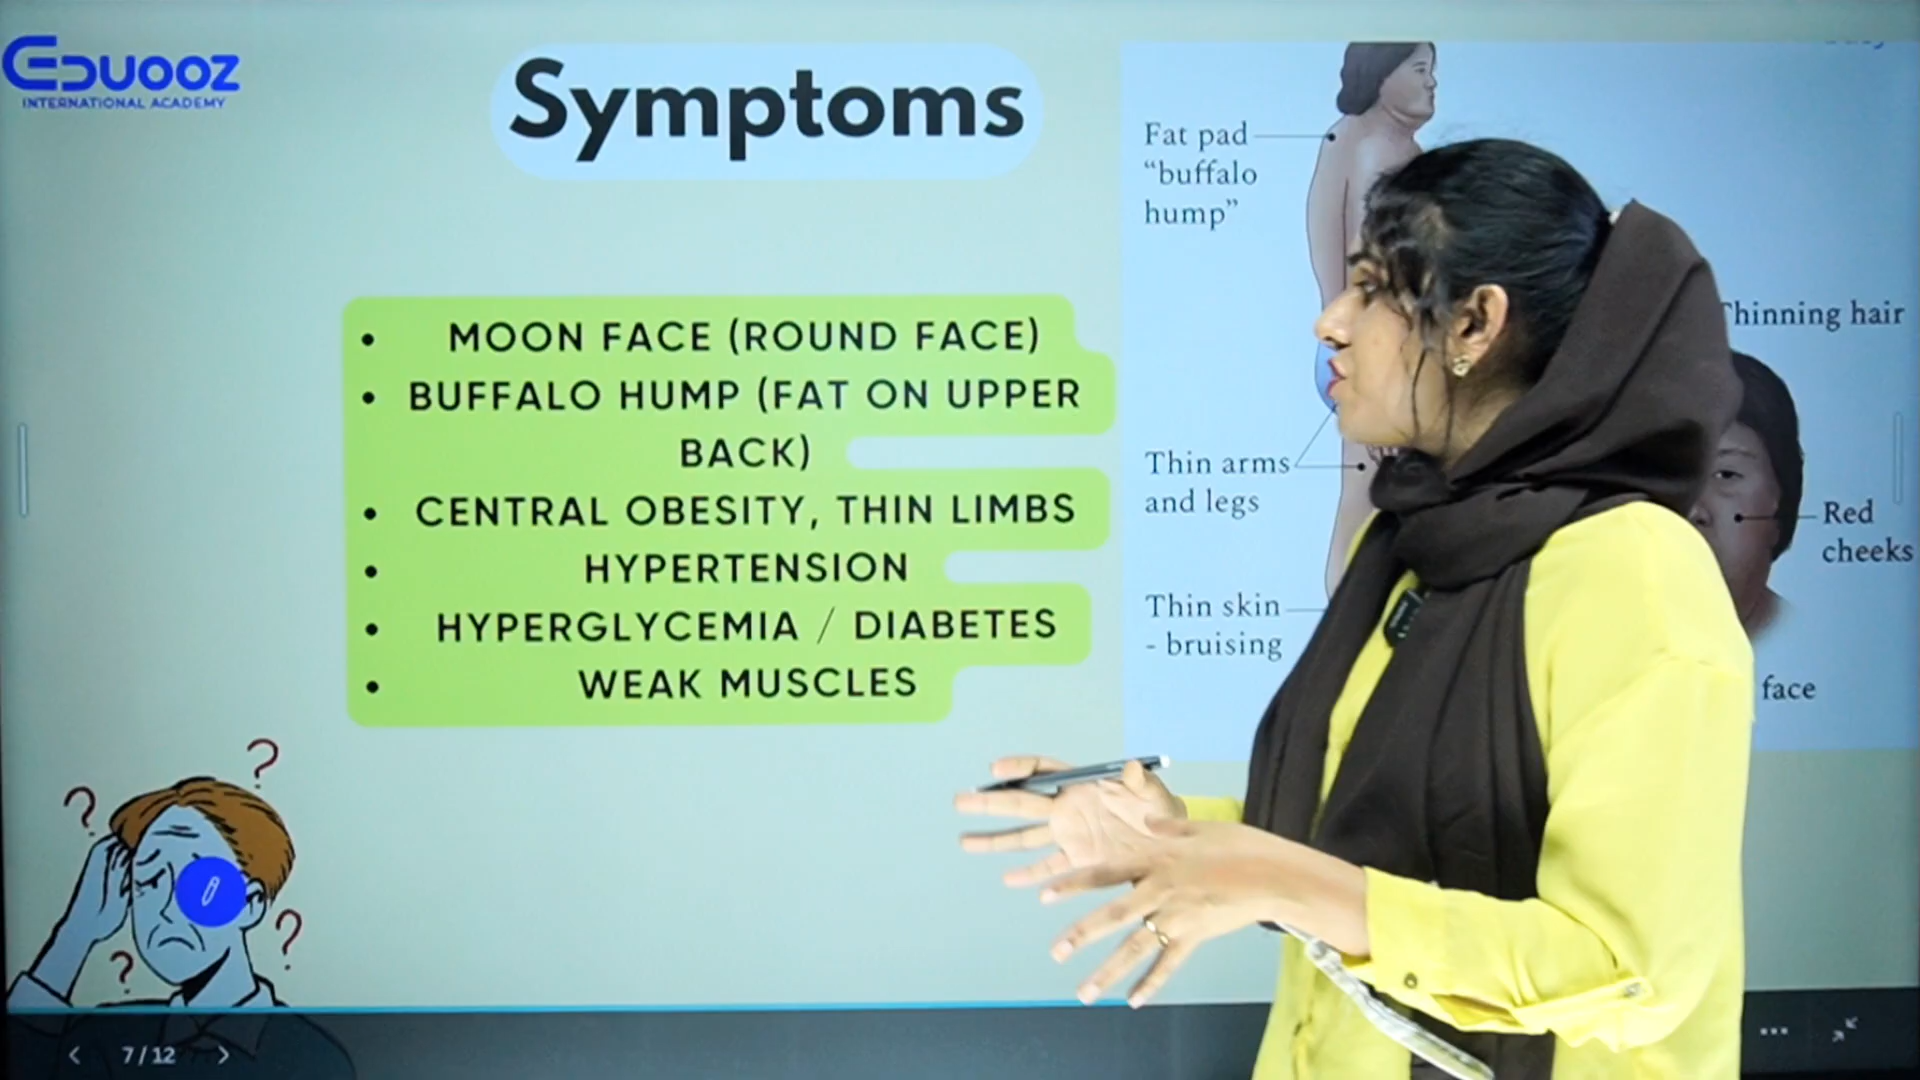 EDUOOZ
INTERNATIONAL ACADEMY
Symptoms
• MOON FACE (ROUND FACE)
• BUFFALO HUMP (FAT ON UPPER
BACK)
• CENTRAL OBESITY, THIN LIMBS
• HYPERTENSION
• HYPERGLYCEMIA / DIABETES
• WEAK MUSCLES
Fat pad
“buffalo
hump”
Thin arms
and legs
Thin skin
- bruising
Thinning hair
Red
cheeks
face
? ? ? ?
< 7/12 >